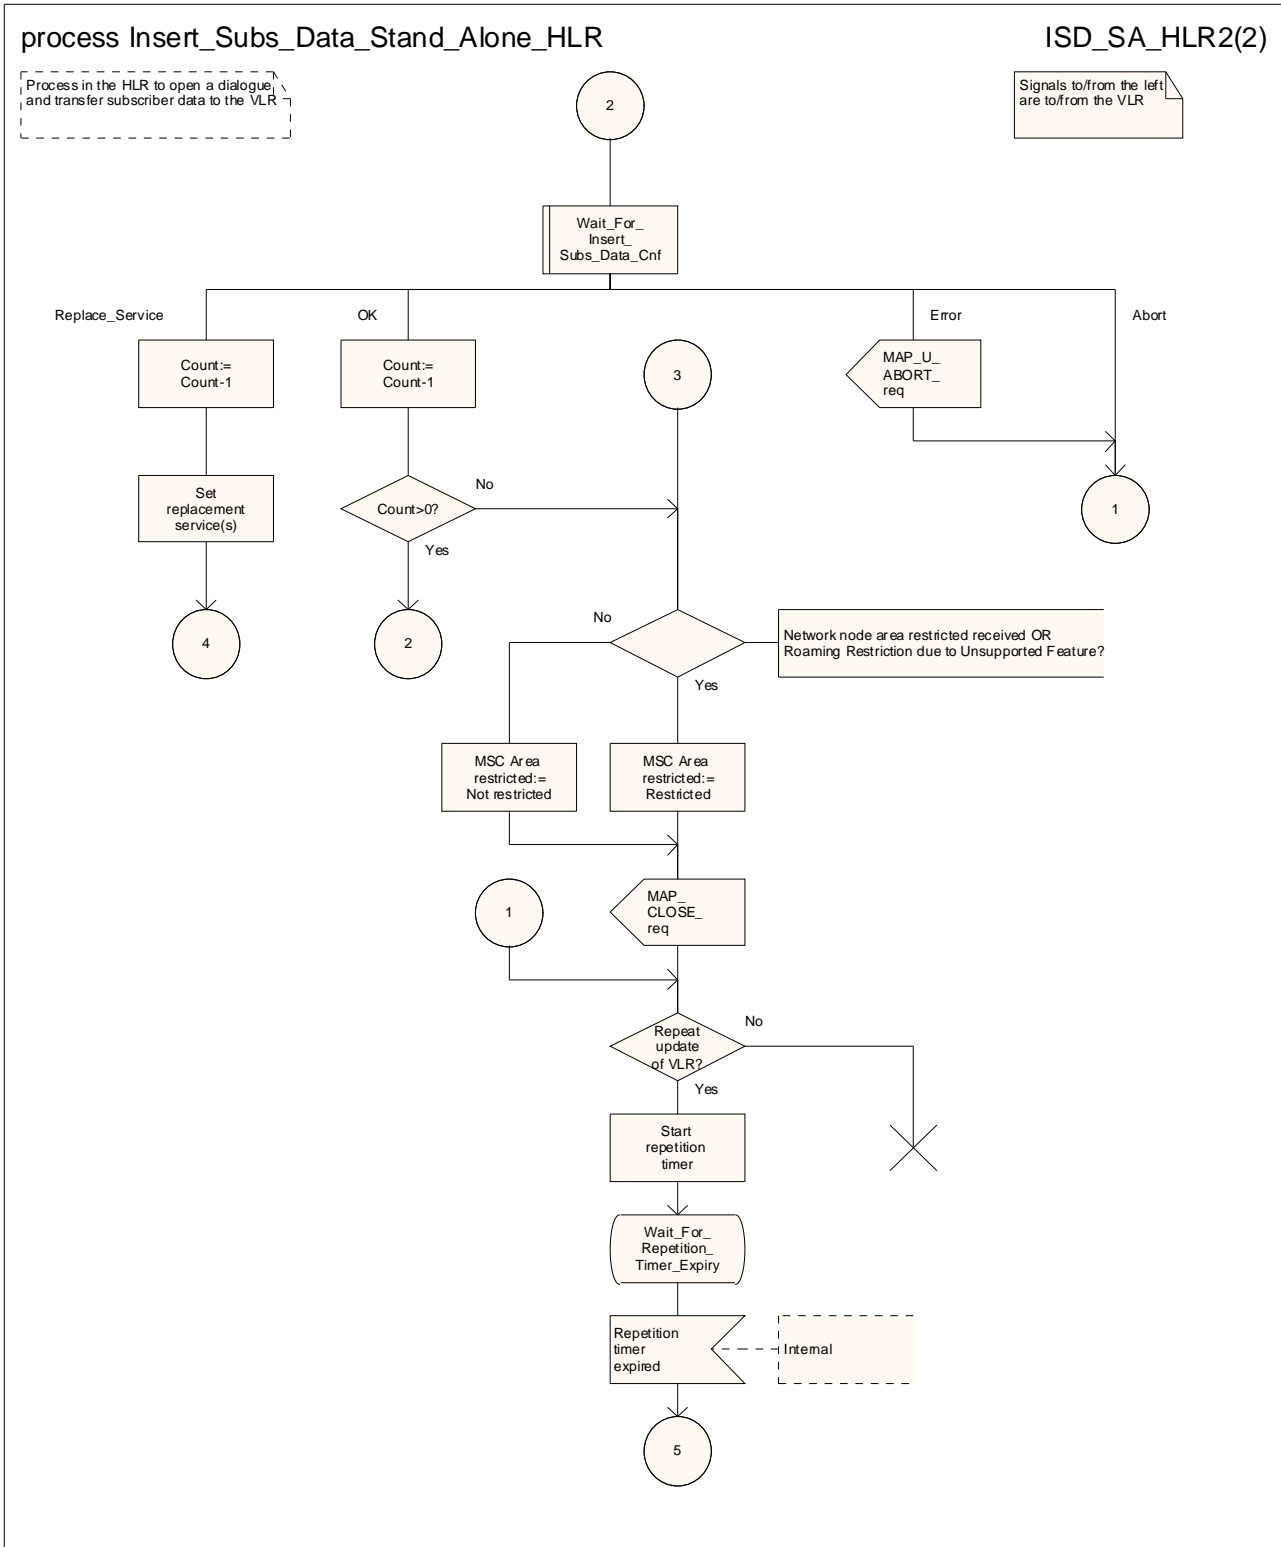 process Insert_Subs_Data_Stand_Alone_HLR
ISD_SA_HLR2(2)
Process in the HLR to open a dialogue
and transfer subscriber data to the VLR
2
Signals to/from the left
are to/from the VLR
Wait_For_
Insert_
Subs_Data_Cnf
Replace_Service
OK
Error
Abort
Count:=
Count-1
Count:=
Count-1
3
MAP_U_
ABORT_
req
Set
replacement
service(s)
Count>0?
No
Yes
1
4
2
No
Yes
Network node area restricted received OR
Roaming Restriction due to Unsupported Feature?
MSC Area
restricted:=
Not restricted
MSC Area
restricted:=
Restricted
1
MAP_
CLOSE_
req
Repeat
update
of VLR?
No
Yes
Start
repetition
timer
Wait_For_
Repetition_
Timer_Expiry
Repetition
timer
expired
Internal
5